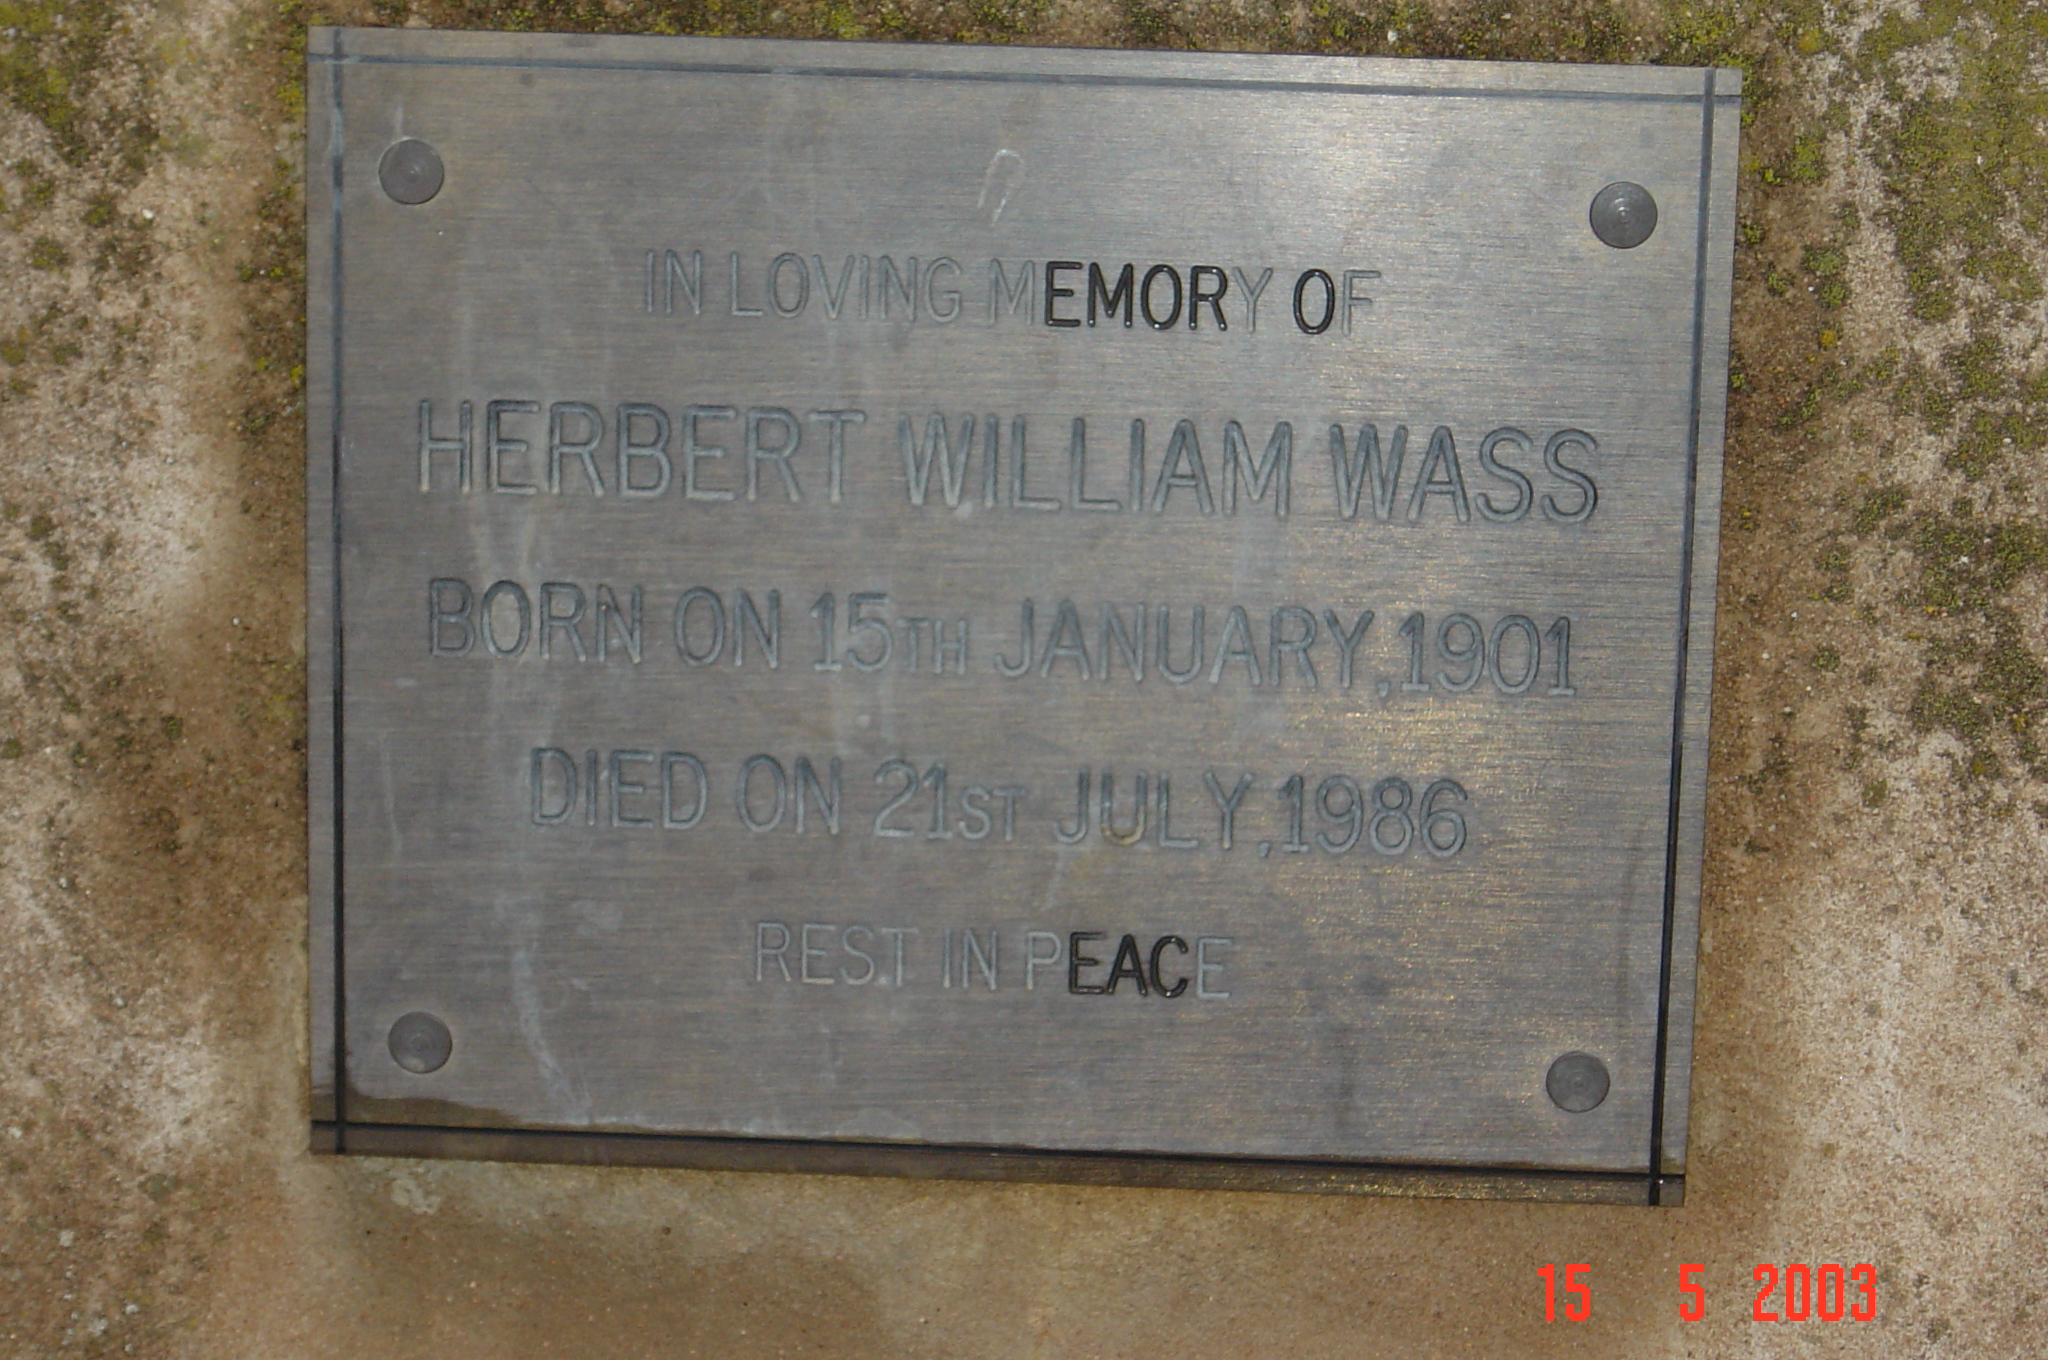 IN LOVING MEMORY OF
HERBERT WILLIAM WASS
BORN ON 15TH JANUARY, 1901
DIED ON 21ST JULY, 1986
REST IN PEACE
15 5 2003